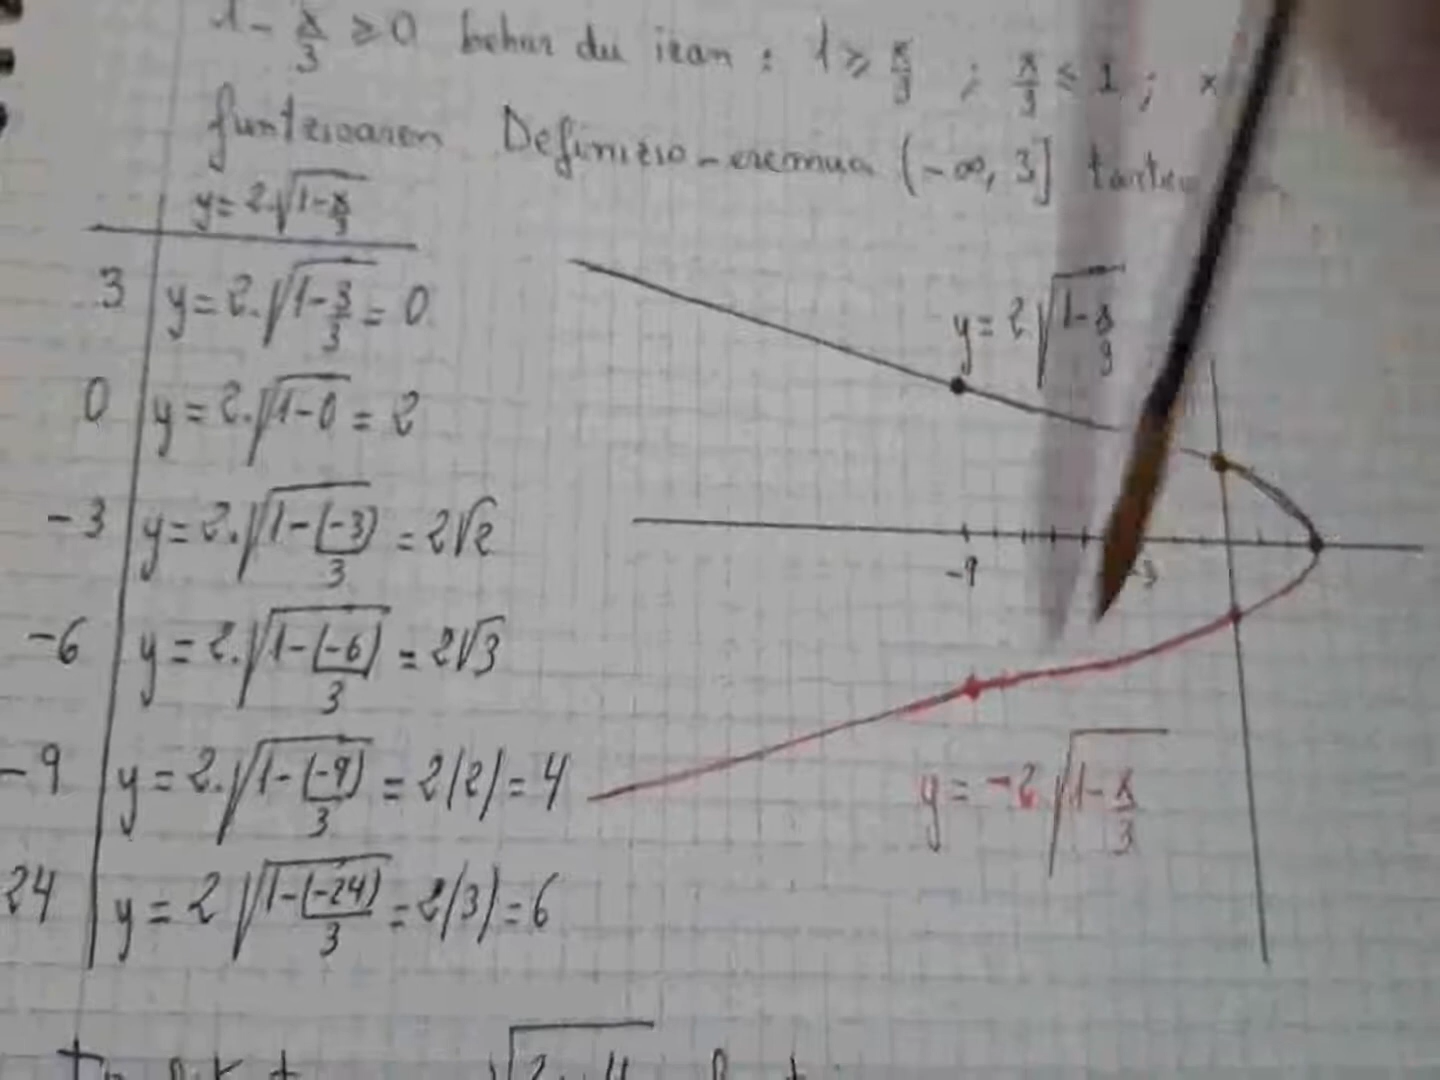 1 - x/3 ≥ 0 behar du izan : 1 ≥ x/3 ; x/3 ≤ 1 ; x
funtzioaren Definizio-eremua (-∞, 3]
y = 2·√(1-x/3)
3 y = 2·√(1-3/3) = 0
0 y = 2·√(1-0) = 2
-3 y = 2·√(1-(-3)/3) = 2√2
-6 y = 2·√(1-(-6)/3) = 2√3
-9 y = 2·√(1-(-9)/3) = 2|2| = 4
24 y = 2√(1-(-24)/3) = 2|3| = 6
y = 2√(1-x/3)
-9 -3
y = -2√(1-x/3)